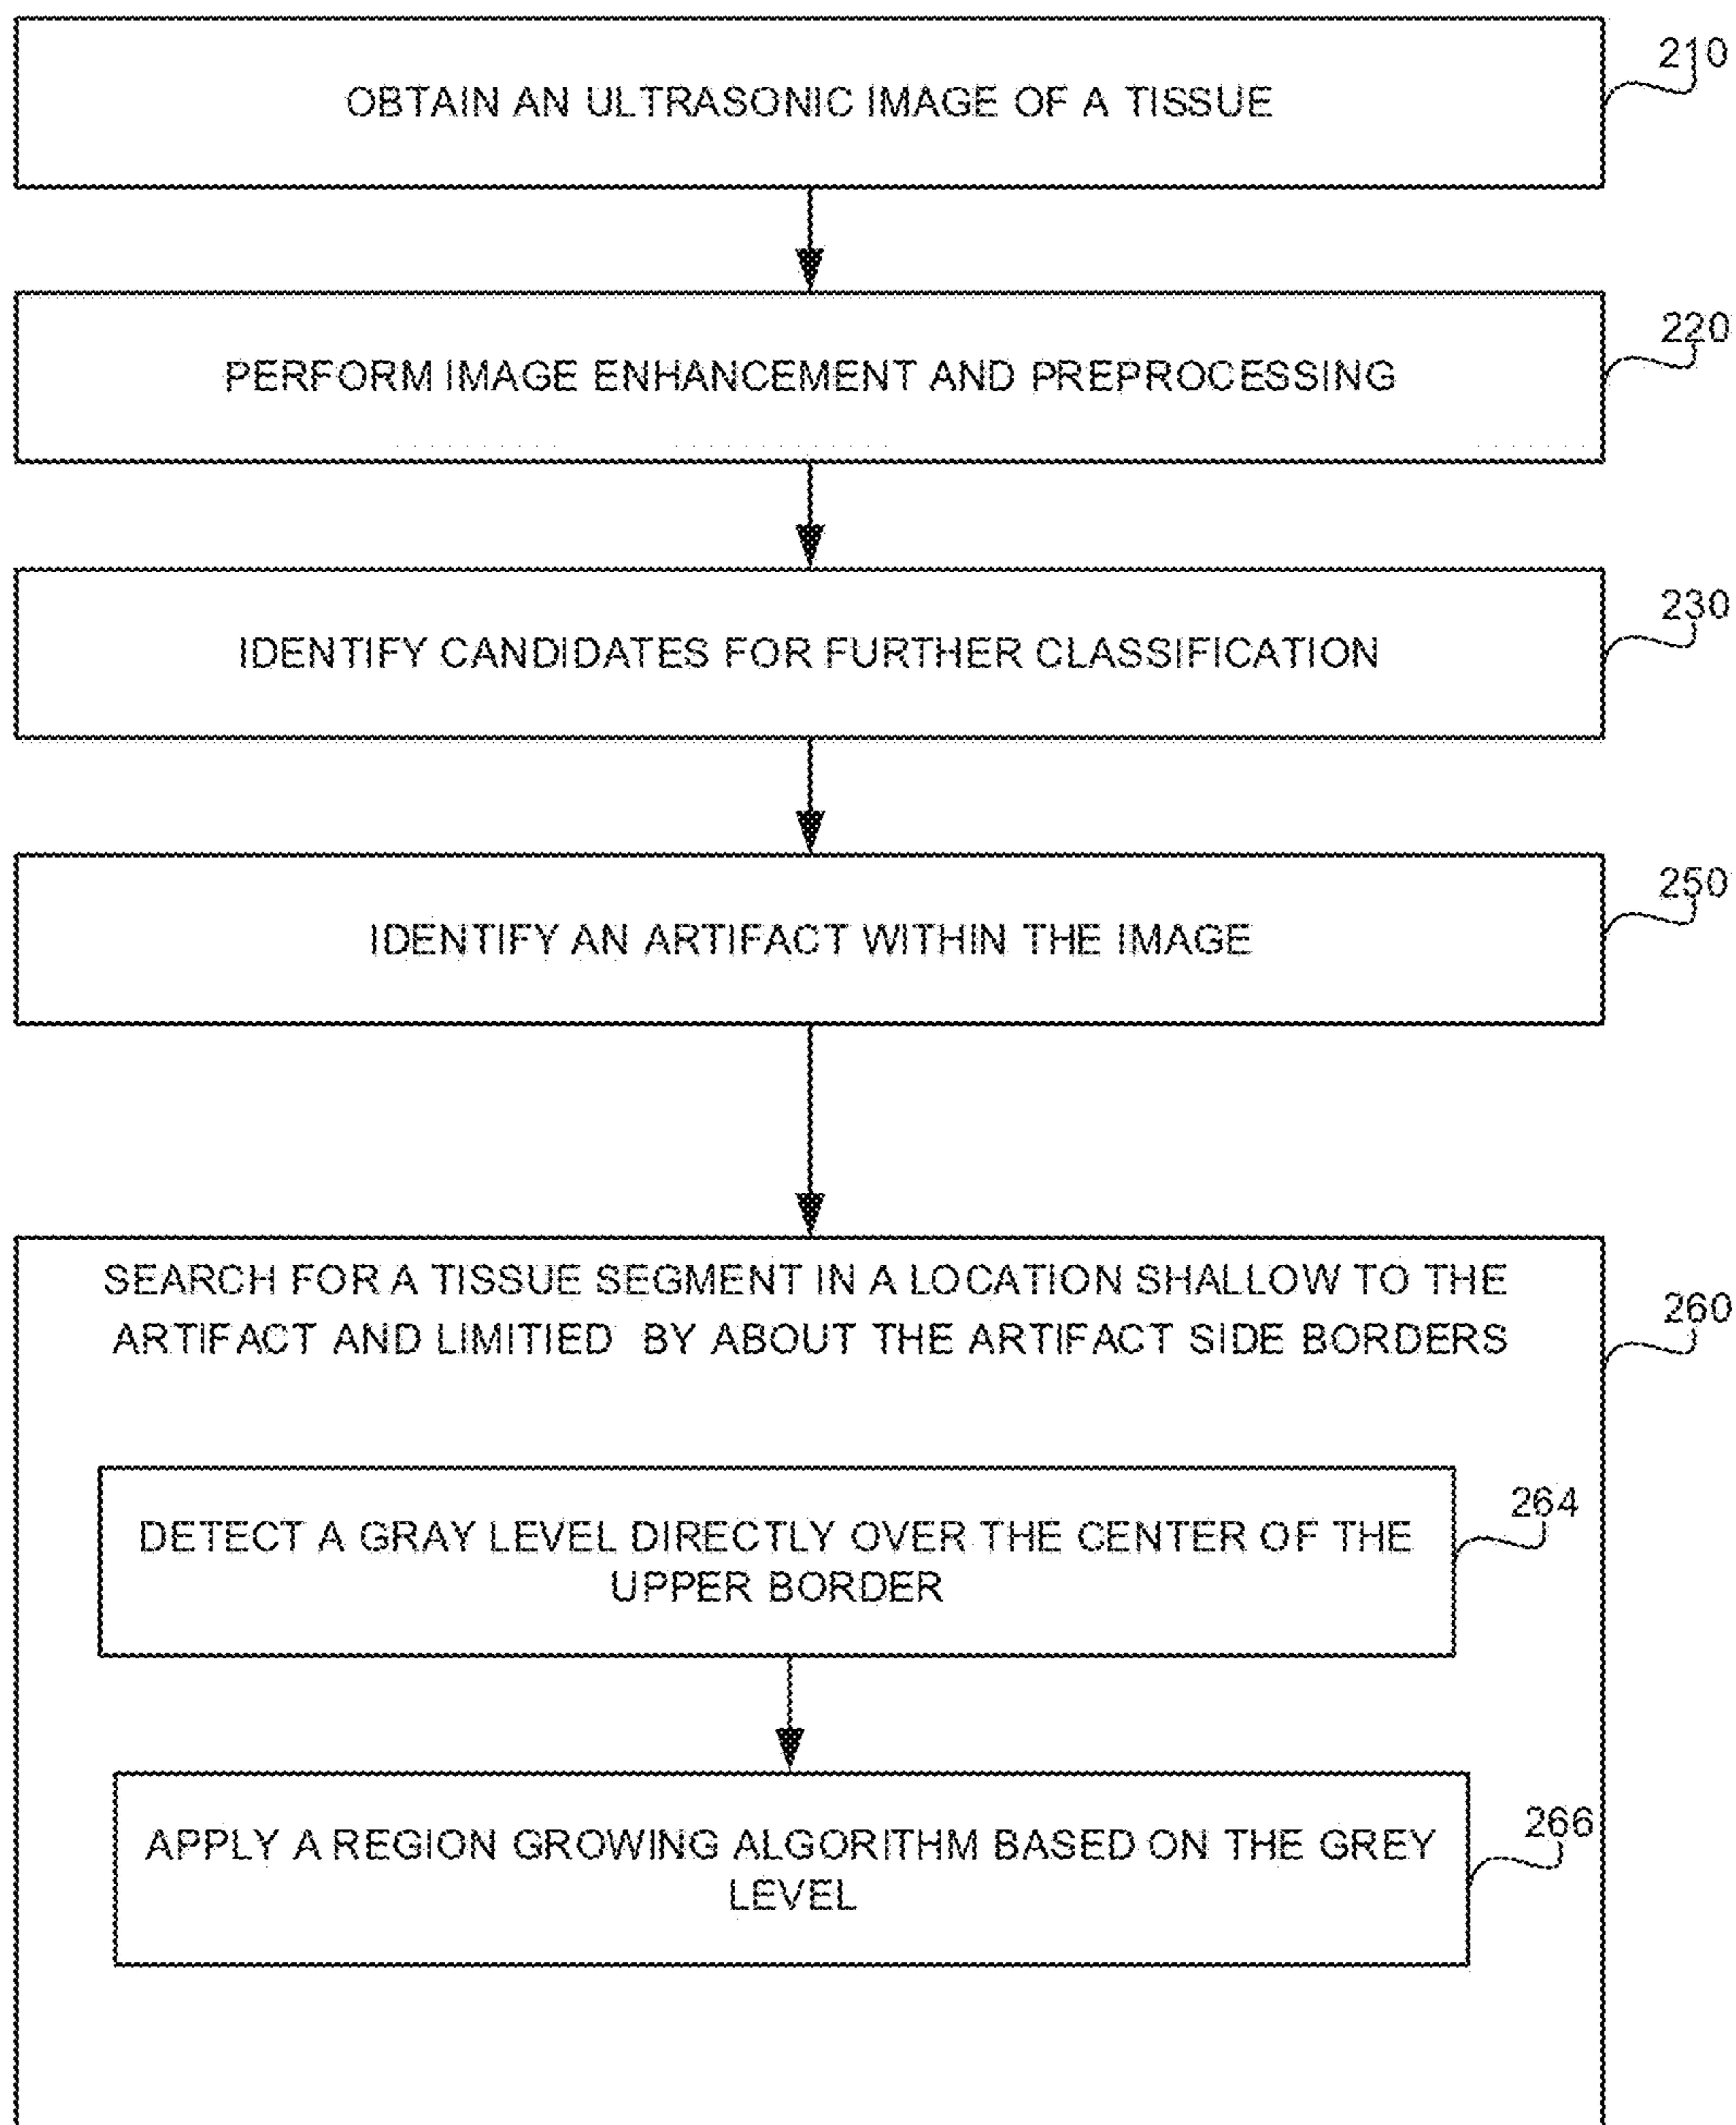 210
OBTAIN AN ULTRASONIC IMAGE OF A TISSUE
220
PERFORM IMAGE ENHANCEMENT AND PREPROCESSING
230
IDENTIFY CANDIDATES FOR FURTHER CLASSIFICATION
250
IDENTIFY AN ARTIFACT WITHIN THE IMAGE
260
SEARCH FOR A TISSUE SEGMENT IN A LOCATION SHALLOW TO THE
ARTIFACT AND LIMITIED BY ABOUT THE ARTIFACT SIDE BORDERS
264
DETECT A GRAY LEVEL DIRECTLY OVER THE CENTER OF THE
UPPER BORDER
266
APPLY A REGION GROWING ALGORITHM BASED ON THE GREY
LEVEL